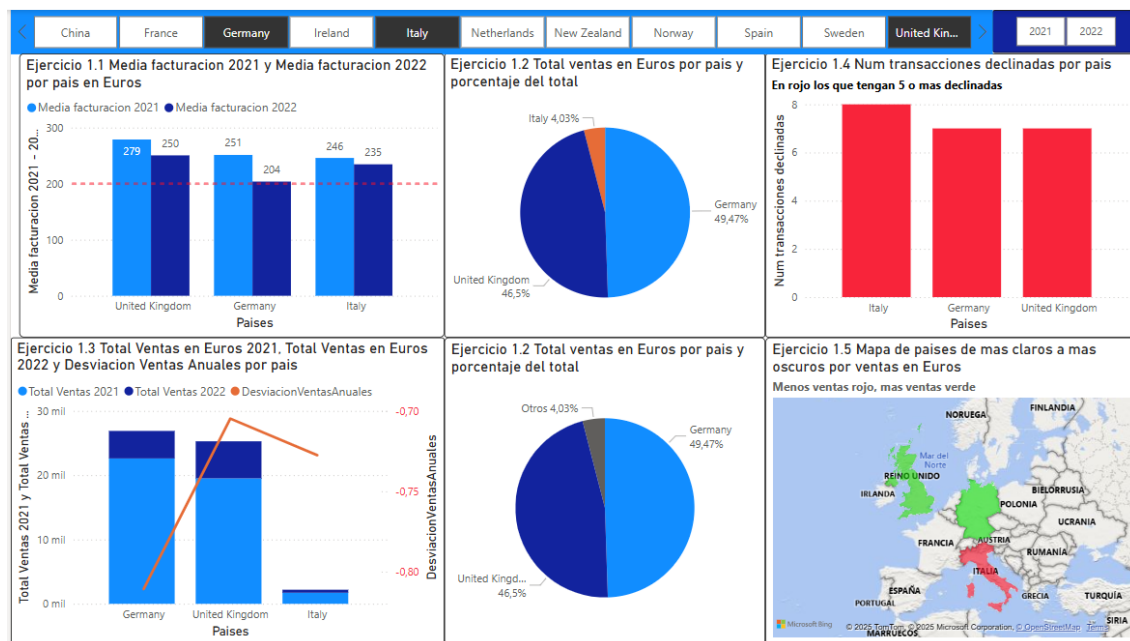 China
France
Germany
Ireland
Italy
Netherlands
New Zealand
Norway
Spain
Sweden
United Kin...
2021
2022
Ejercicio 1.1 Media facturacion 2021 y Media facturacion 2022
por pais en Euros
Media facturacion 2021
Media facturacion 2022
Media facturacion 2021 - 20...
300
200
100
0
279
250
251
204
246
235
United Kingdom
Germany
Italy
Paises
Ejercicio 1.2 Total ventas en Euros por pais y
porcentaje del total
Italy 4,03%
Germany
49,47%
United Kingdom
46,5%
Ejercicio 1.4 Num transacciones declinadas por pais
En rojo los que tengan 5 o mas declinadas
Num transacciones declinadas
8
6
4
2
0
Italy
Germany
United Kingdom
Paises
Ejercicio 1.3 Total Ventas en Euros 2021, Total Ventas en Euros
2022 y Desviacion Ventas Anuales por pais
Total Ventas 2021
Total Ventas 2022
DesviacionVentasAnuales
Total Ventas 2021 y Total Ventas ...
30 mil
20 mil
10 mil
0 mil
-0,70
-0,75
-0,80
DesviacionVentasAnuales
Germany
United Kingdom
Italy
Paises
Ejercicio 1.2 Total ventas en Euros por pais y
porcentaje del total
Otros 4,03%
Germany
49,47%
United Kingd...
46,5%
Ejercicio 1.5 Mapa de paises de mas claros a mas
oscuros por ventas en Euros
Menos ventas rojo, mas ventas verde
NORUEGA
FINLANDIA
Mar del
Norte
REINO UNIDO
IRLANDA
BIELORRUSIA
POLONIA
UCRANIA
FRANCIA
AUSTRIA
RUMANÍA
ITALIA
ESPAÑA
PORTUGAL
GRECIA
TURQUÍA
SIRIA
MARRUECOS
Microsoft Bing
© 2025 TomTom, © 2025 Microsoft Corporation, © OpenStreetMap Terms